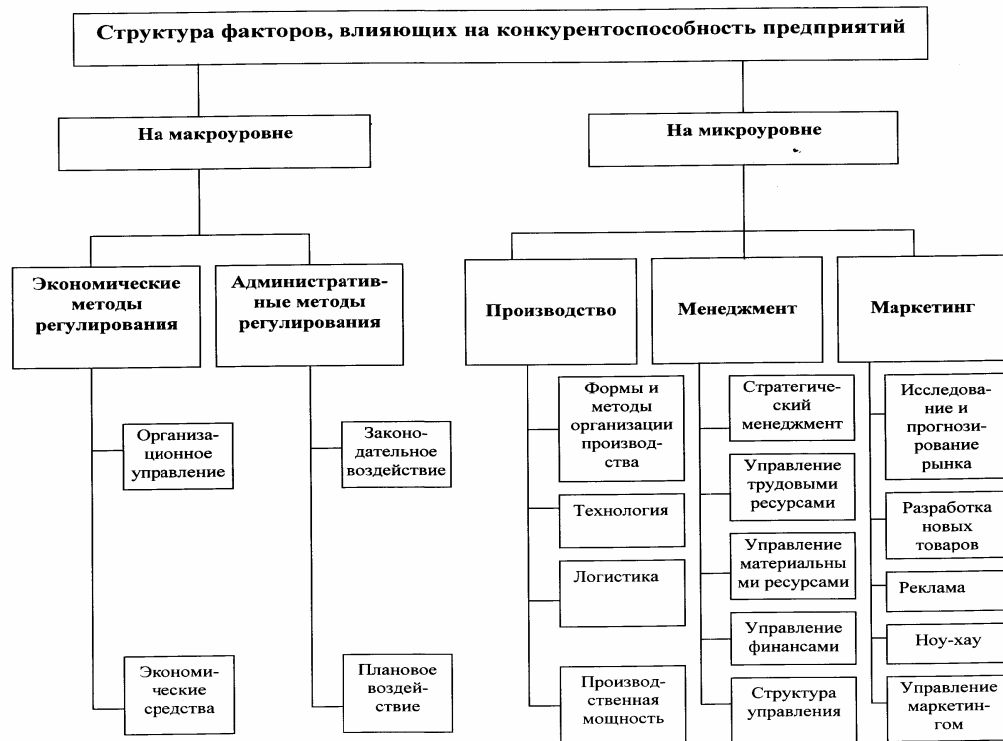 Структура факторов, влияющих на конкурентоспособность предприятий
На макроуровне
На микроуровне
Экономические
методы
регулирования
Административ-
ные методы
регулирования
Производство
Менеджмент
Маркетинг
Организа-
ционное
управление
Экономи-
ческие
средства
Законо-
дательное
воздействие
Плановое
воздей-
ствие
Формы и
методы
организации
производ-
ства
Технология
Логистика
Производ-
ственная
мощность
Стратегиче-
ский
менеджмент
Управление
трудовыми
ресурсами
Управление
материальны
ми ресурсами
Управление
финансами
Структура
управления
Исследова-
ние и
прогнози-
рование
рынка
Разработка
новых
товаров
Реклама
Ноу-хау
Управление
маркетин-
гом